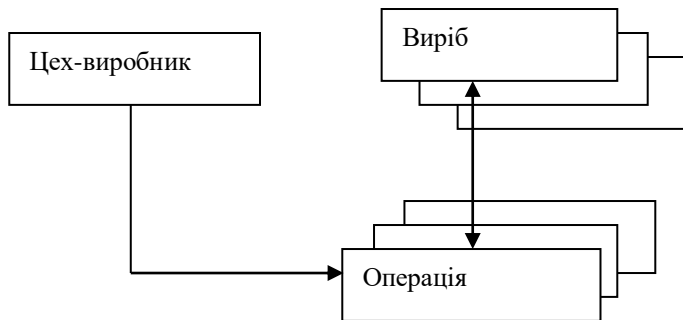 Цех-виробник
Виріб
Операція